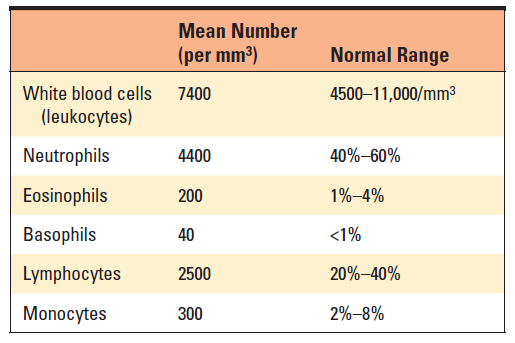 Mean Number
(per mm³) Normal Range
White blood cells 7400 4500–11,000/mm³
(leukocytes)
Neutrophils 4400 40%–60%
Eosinophils 200 1%–4%
Basophils 40 <1%
Lymphocytes 2500 20%–40%
Monocytes 300 2%–8%